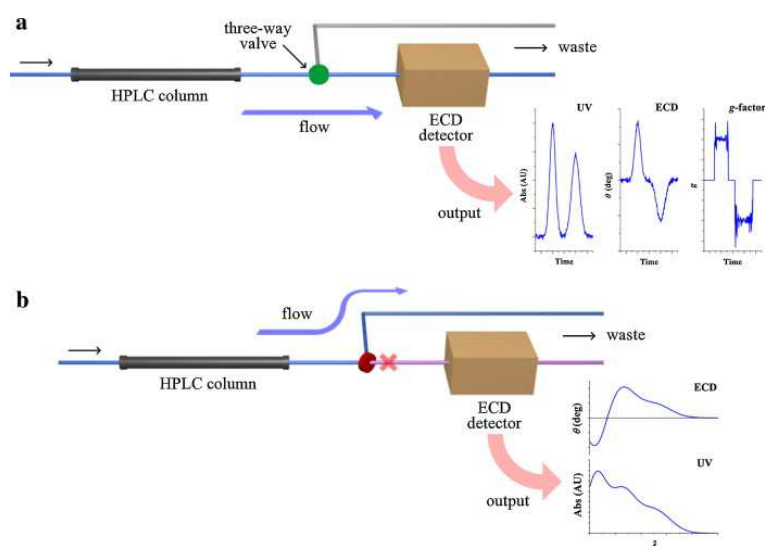 a
three-way
valve
waste
HPLC column
flow
ECD
detector
output
UV
Abs (AU)
Time
ECD
θ (deg)
Time
g-factor
g
Time
b
flow
waste
HPLC column
ECD
detector
output
ECD
θ (deg)
UV
Abs (AU)